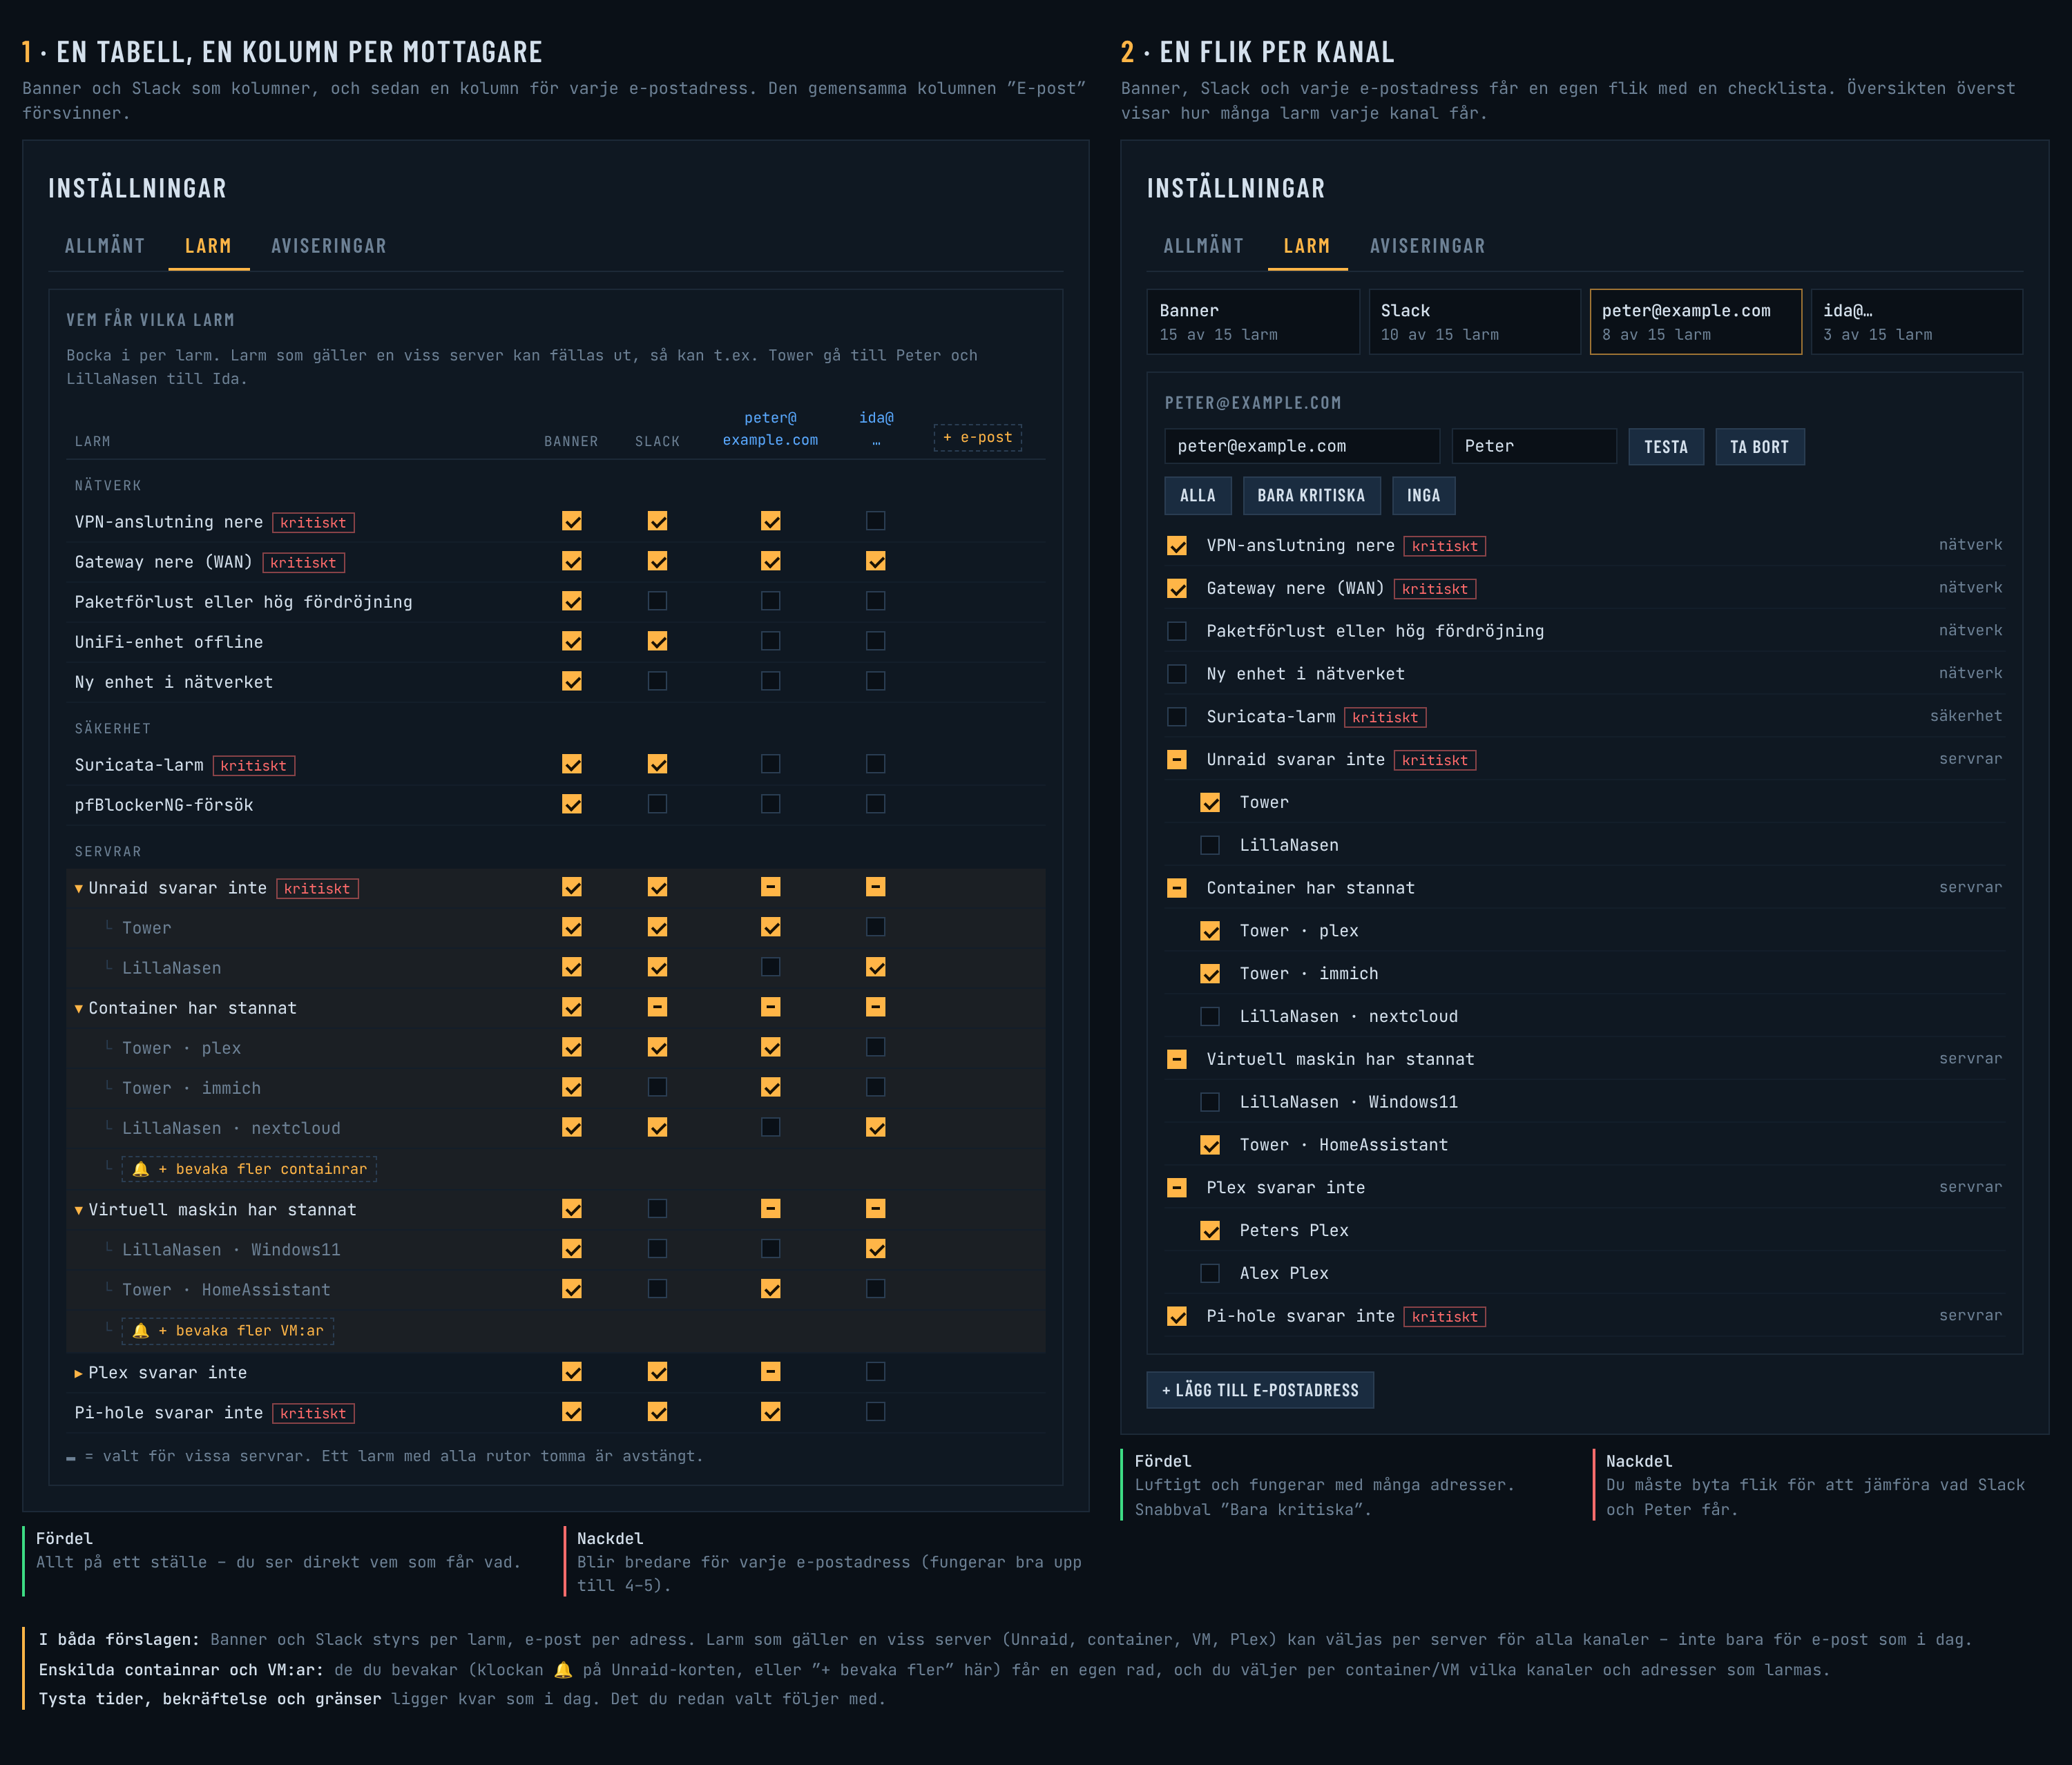 1 · EN TABELL, EN KOLUMN PER MOTTAGARE
Banner och Slack som kolumner, och sedan en kolumn för varje e-postadress. Den gemensamma kolumnen ”E-post”
försvinner.
INSTÄLLNINGAR
ALLMÄNT LARM AVISERINGAR
VEM FÅR VILKA LARM
Bocka i per larm. Larm som gäller en viss server kan fällas ut, så kan t.ex. Tower gå till Peter och
LillaNasen till Ida.
LARM BANNER SLACK peter@ ida@ + e-post
example.com …
NÄTVERK
VPN-anslutning nere kritiskt
Gateway nere (WAN) kritiskt
Paketförlust eller hög fördröjning
UniFi-enhet offline
Ny enhet i nätverket
SÄKERHET
Suricata-larm kritiskt
pfBlockerNG-försök
SERVRAR
▼ Unraid svarar inte kritiskt
└ Tower
└ LillaNasen
▼ Container har stannat
└ Tower · plex
└ Tower · immich
└ LillaNasen · nextcloud
└ 🔔 + bevaka fler containrar
▼ Virtuell maskin har stannat
└ LillaNasen · Windows11
└ Tower · HomeAssistant
└ 🔔 + bevaka fler VM:ar
▶ Plex svarar inte
Pi-hole svarar inte kritiskt
▬ = valt för vissa servrar. Ett larm med alla rutor tomma är avstängt.
Fördel
Allt på ett ställe – du ser direkt vem som får vad.
Nackdel
Blir bredare för varje e-postadress (fungerar bra upp
till 4–5).
2 · EN FLIK PER KANAL
Banner, Slack och varje e-postadress får en egen flik med en checklista. Översikten överst
visar hur många larm varje kanal får.
INSTÄLLNINGAR
ALLMÄNT LARM AVISERINGAR
Banner Slack peter@example.com ida@…
15 av 15 larm 10 av 15 larm 8 av 15 larm 3 av 15 larm
PETER@EXAMPLE.COM
peter@example.com Peter TESTA TA BORT
ALLA BARA KRITISKA INGA
VPN-anslutning nere kritiskt nätverk
Gateway nere (WAN) kritiskt nätverk
Paketförlust eller hög fördröjning nätverk
Ny enhet i nätverket nätverk
Suricata-larm kritiskt säkerhet
Unraid svarar inte kritiskt servrar
Tower
LillaNasen
Container har stannat servrar
Tower · plex
Tower · immich
LillaNasen · nextcloud
Virtuell maskin har stannat servrar
LillaNasen · Windows11
Tower · HomeAssistant
Plex svarar inte servrar
Peters Plex
Alex Plex
Pi-hole svarar inte kritiskt servrar
+ LÄGG TILL E-POSTADRESS
Fördel
Luftigt och fungerar med många adresser.
Snabbval ”Bara kritiska”.
Nackdel
Du måste byta flik för att jämföra vad Slack
och Peter får.
I båda förslagen: Banner och Slack styrs per larm, e-post per adress. Larm som gäller en viss server (Unraid, container, VM, Plex) kan väljas per server för alla kanaler – inte bara för e-post som i dag.
Enskilda containrar och VM:ar: de du bevakar (klockan 🔔 på Unraid-korten, eller ”+ bevaka fler” här) får en egen rad, och du väljer per container/VM vilka kanaler och adresser som larmas.
Tysta tider, bekräftelse och gränser ligger kvar som i dag. Det du redan valt följer med.